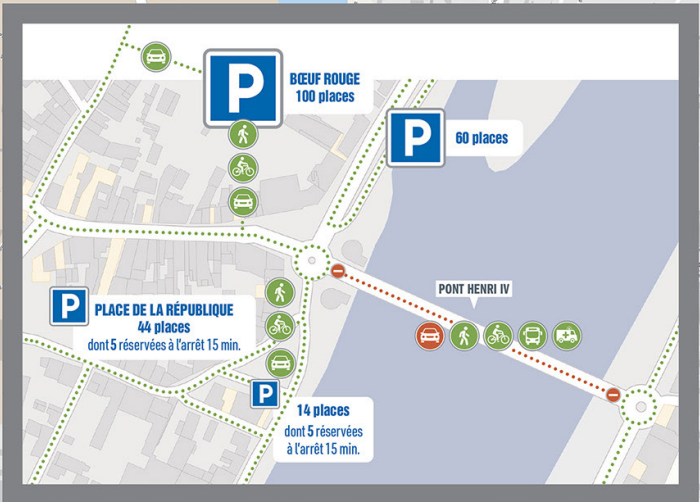 P
BŒUF ROUGE
100 places
P
60 places
P
PLACE DE LA RÉPUBLIQUE
44 places
dont 5 réservées à l'arrêt 15 min.
PONT HENRI IV
P
14 places
dont 5 réservées
à l'arrêt 15 min.